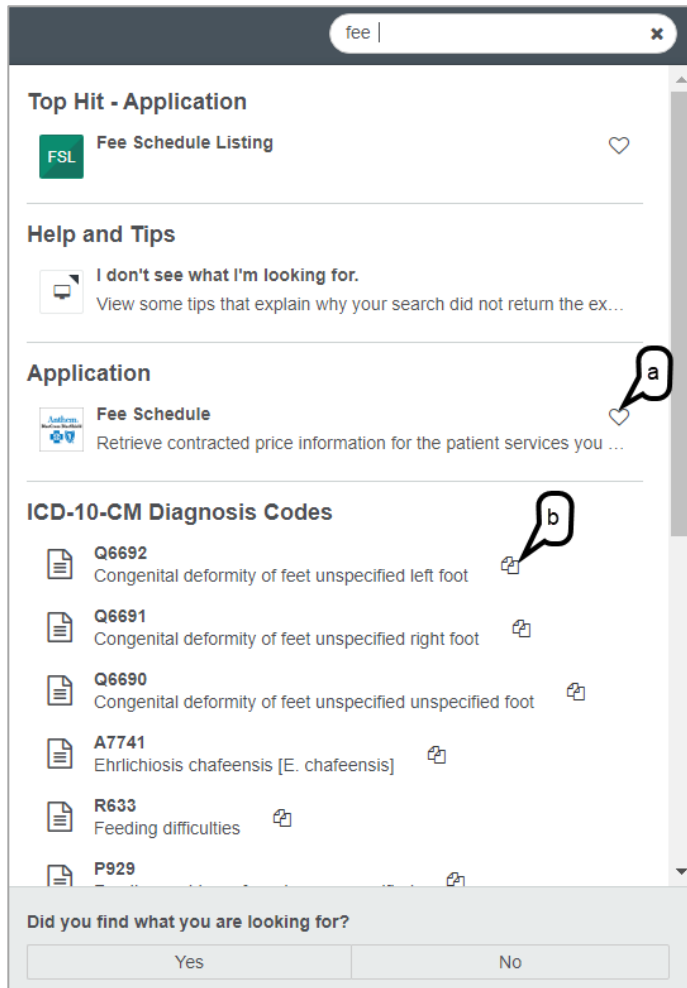 fee
Top Hit - Application
FSL
Fee Schedule Listing
Help and Tips
I don't see what I'm looking for.
View some tips that explain why your search did not return the ex...
Application
a
Anthem
Fee Schedule
Retrieve contracted price information for the patient services you ...
ICD-10-CM Diagnosis Codes
b
Q6692
Congenital deformity of feet unspecified left foot
Q6691
Congenital deformity of feet unspecified right foot
Q6690
Congenital deformity of feet unspecified unspecified foot
A7741
Ehrlichiosis chafeensis [E. chafeensis]
R633
Feeding difficulties
P929
Did you find what you are looking for?
Yes
No